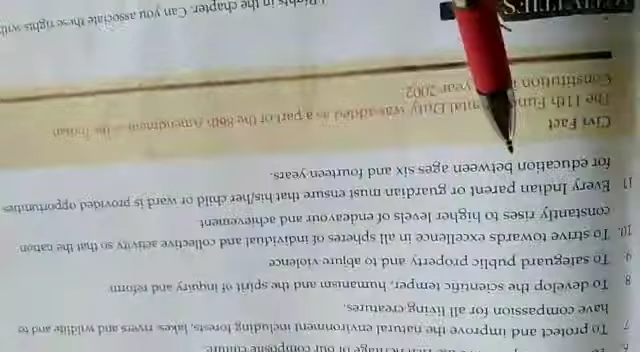 heritage of our composite culture.
7 To protect and improve the natural environment including forests, lakes, rivers and wildlife and to
have compassion for all living creatures.
8 To develop the scientific temper, humanism and the spirit of inquiry and reform
9 To safeguard public property and to abjure violence
10. To strive towards excellence in all spheres of individual and collective activity so that the nation
constantly rises to higher levels of endeavour and achievement
11 Every Indian parent or guardian must ensure that his/her child or ward is provided opportunities
for education between ages six and fourteen years.
Civi Fact
The 11th Duty was added as a part of the 86th Amendment Indian
Constitution year 2002
in the chapter. Can you associate these rights with